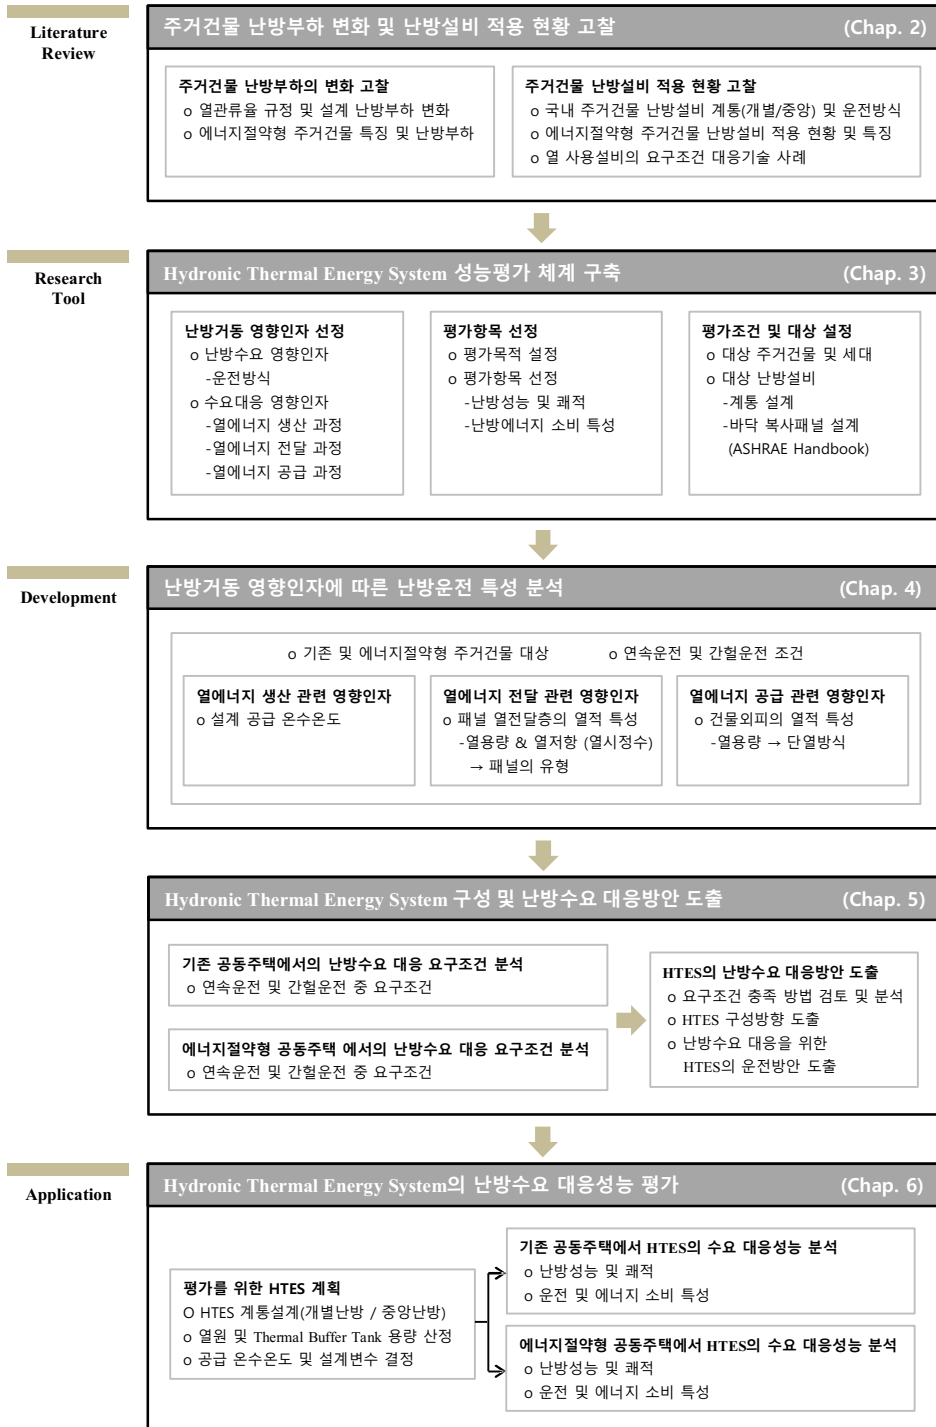 Literature
Review
주거건물 난방부하 변화 및 난방설비 적용 현황 고찰 (Chap. 2)
주거건물 난방부하의 변화 고찰
o 열관류율 규정 및 설계 난방부하 변화
o 에너지절약형 주거건물 특징 및 난방부하
주거건물 난방설비 적용 현황 고찰
o 국내 주거건물 난방설비 계통(개별/중앙) 및 운전방식
o 에너지절약형 주거건물 난방설비 적용 현황 및 특징
o 열 사용설비의 요구조건 대응기술 사례
Research
Tool
Hydronic Thermal Energy System 성능평가 체계 구축 (Chap. 3)
난방거동 영향인자 선정
o 난방수요 영향인자
-운전방식
o 수요대응 영향인자
-열에너지 생산 과정
-열에너지 전달 과정
-열에너지 공급 과정
평가항목 선정
o 평가목적 설정
o 평가항목 선정
-난방성능 및 쾌적
-난방에너지 소비 특성
평가조건 및 대상 설정
o 대상 주거건물 및 세대
o 대상 난방설비
-계통 설계
-바닥 복사패널 설계
(ASHRAE Handbook)
Development
난방거동 영향인자에 따른 난방운전 특성 분석 (Chap. 4)
o 기존 및 에너지절약형 주거건물 대상 o 연속운전 및 간헐운전 조건
열에너지 생산 관련 영향인자
o 설계 공급 온수온도
열에너지 전달 관련 영향인자
o 패널 열전달층의 열적 특성
-열용량 & 열저항 (열시정수)
→ 패널의 유형
열에너지 공급 관련 영향인자
o 건물외피의 열적 특성
-열용량 → 단열방식
Hydronic Thermal Energy System 구성 및 난방수요 대응방안 도출 (Chap. 5)
기존 공동주택에서의 난방수요 대응 요구조건 분석
o 연속운전 및 간헐운전 중 요구조건
에너지절약형 공동주택 에서의 난방수요 대응 요구조건 분석
o 연속운전 및 간헐운전 중 요구조건
HTES의 난방수요 대응방안 도출
o 요구조건 충족 방법 검토 및 분석
o HTES 구성방향 도출
o 난방수요 대응을 위한
HTES의 운전방안 도출
Application
Hydronic Thermal Energy System의 난방수요 대응성능 평가 (Chap. 6)
평가를 위한 HTES 계획
O HTES 계통설계(개별난방 / 중앙난방)
o 열원 및 Thermal Buffer Tank 용량 산정
o 공급 온수온도 및 설계변수 결정
기존 공동주택에서 HTES의 수요 대응성능 분석
o 난방성능 및 쾌적
o 운전 및 에너지 소비 특성
에너지절약형 공동주택에서 HTES의 수요 대응성능 분석
o 난방성능 및 쾌적
o 운전 및 에너지 소비 특성